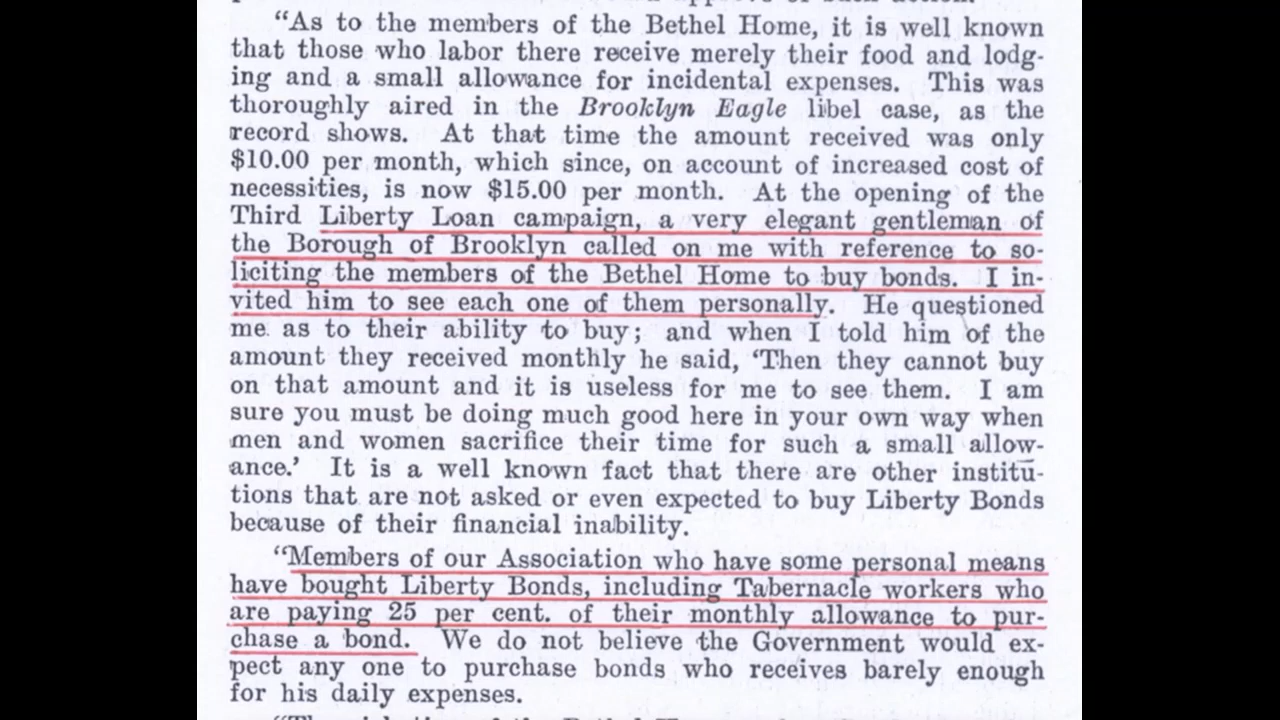 “As to the members of the Bethel Home, it is well known
that those who labor there receive merely their food and lodg-
ing and a small allowance for incidental expenses. This was
thoroughly aired in the Brooklyn Eagle libel case, as the
record shows. At that time the amount received was only
$10.00 per month, which since, on account of increased cost of
necessities, is now $15.00 per month. At the opening of the
Third Liberty Loan campaign, a very elegant gentleman of
the Borough of Brooklyn called on me with reference to so-
liciting the members of the Bethel Home to buy bonds. I in-
vited him to see each one of them personally. He questioned
me as to their ability to buy; and when I told him of the
amount they received monthly he said, ‘Then they cannot buy
on that amount and it is useless for me to see them. I am
sure you must be doing much good here in your own way when
men and women sacrifice their time for such a small allow-
ance.’ It is a well known fact that there are other institu-
tions that are not asked or even expected to buy Liberty Bonds
because of their financial inability.
“Members of our Association who have some personal means
have bought Liberty Bonds, including Tabernacle workers who
are paying 25 per cent. of their monthly allowance to pur-
chase a bond. We do not believe the Government would ex-
pect any one to purchase bonds who receives barely enough
for his daily expenses.